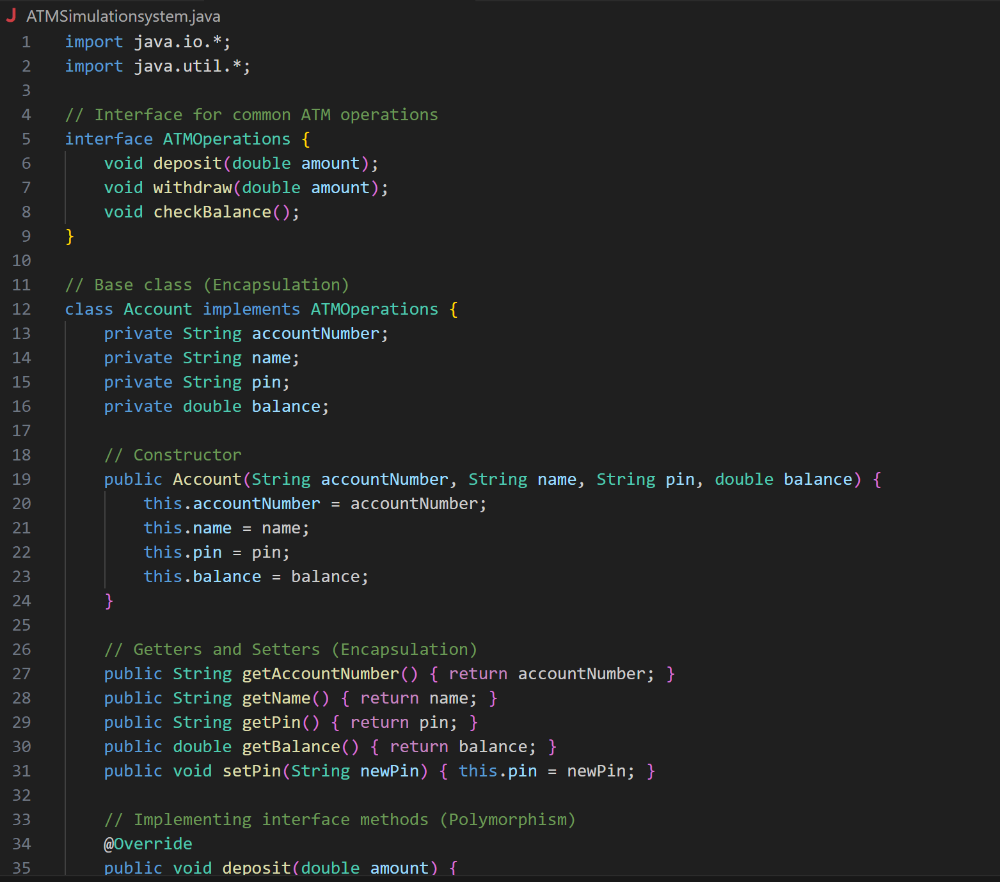 J ATMSimulationsystem.java
1 import java.io.*;
2 import java.util.*;
3
4 // Interface for common ATM operations
5 interface ATMOperations {
6     void deposit(double amount);
7     void withdraw(double amount);
8     void checkBalance();
9 }
10
11 // Base class (Encapsulation)
12 class Account implements ATMOperations {
13     private String accountNumber;
14     private String name;
15     private String pin;
16     private double balance;
17
18     // Constructor
19     public Account(String accountNumber, String name, String pin, double balance) {
20         this.accountNumber = accountNumber;
21         this.name = name;
22         this.pin = pin;
23         this.balance = balance;
24     }
25
26     // Getters and Setters (Encapsulation)
27     public String getAccountNumber() { return accountNumber; }
28     public String getName() { return name; }
29     public String getPin() { return pin; }
30     public double getBalance() { return balance; }
31     public void setPin(String newPin) { this.pin = newPin; }
32
33     // Implementing interface methods (Polymorphism)
34     @Override
35     public void deposit(double amount) {